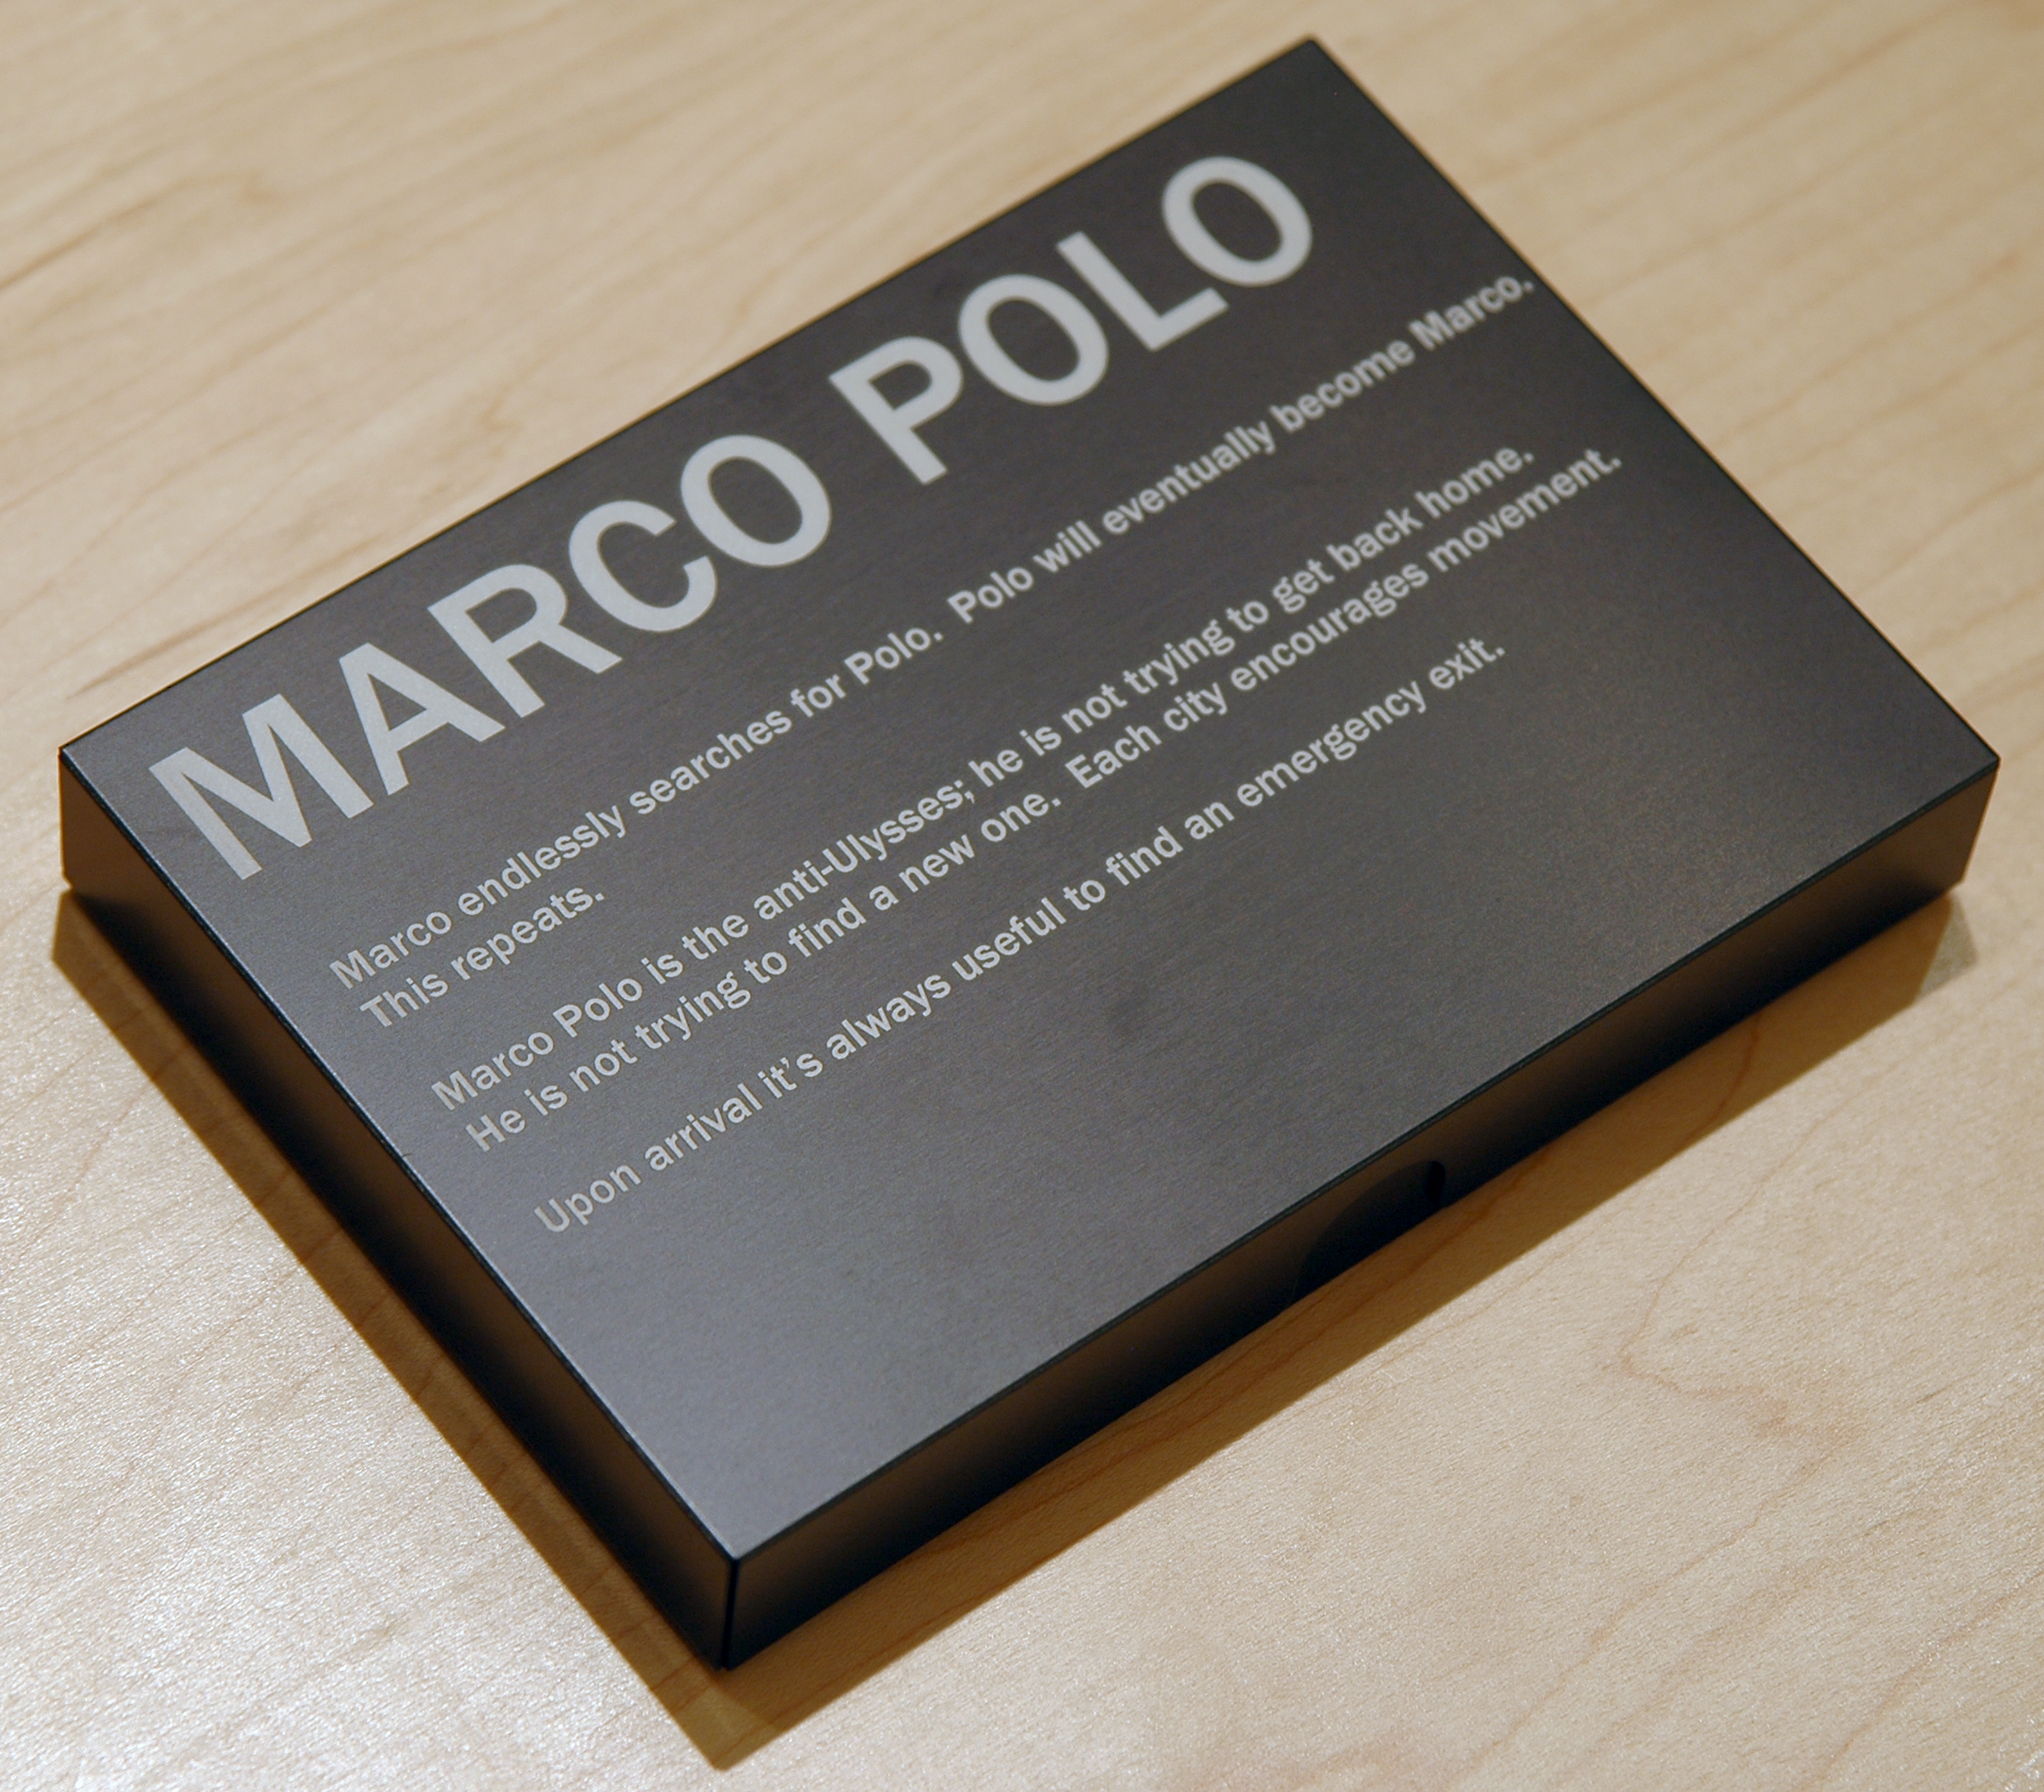 MARCO POLO
Marco endlessly searches for Polo.  Polo will eventually become Marco.
This repeats.
Marco Polo is the anti-Ulysses; he is not trying to get back home.
He is not trying to find a new one.  Each city encourages movement.
Upon arrival it’s always useful to find an emergency exit.